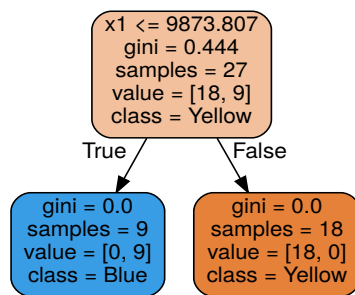 x1 <= 9873.807
gini = 0.444
samples = 27
value = [18, 9]
class = Yellow
True
False
gini = 0.0
samples = 9
value = [0, 9]
class = Blue
gini = 0.0
samples = 18
value = [18, 0]
class = Yellow